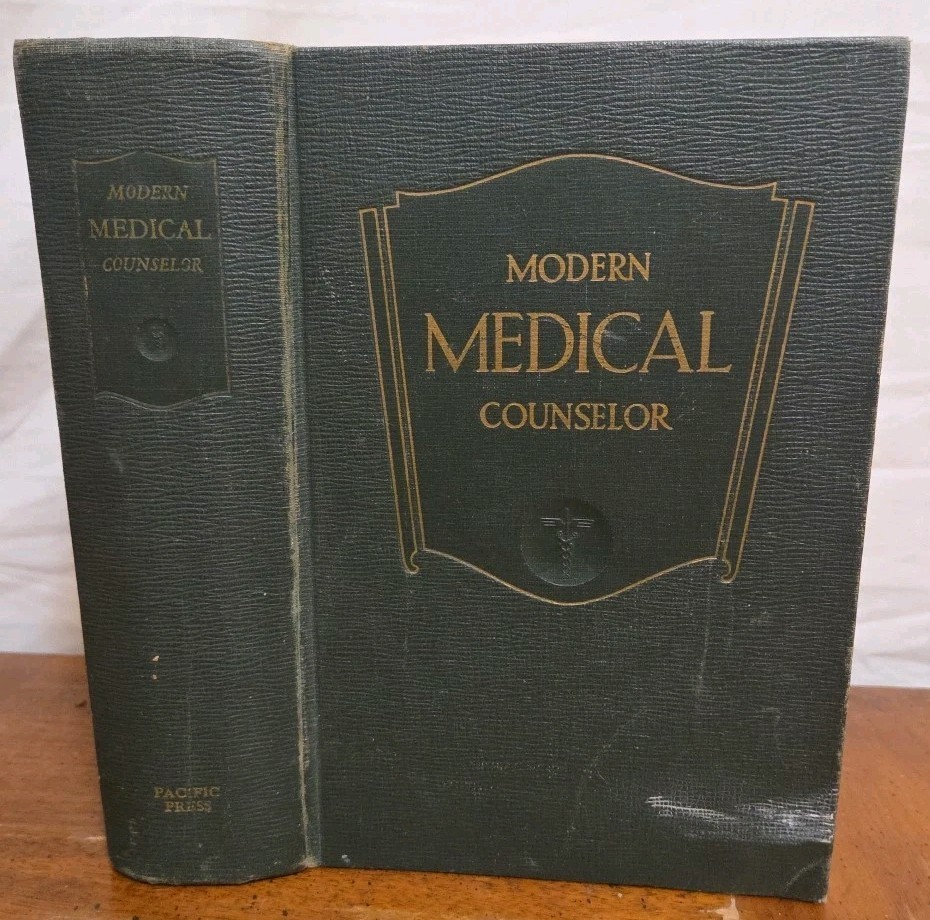 MODERN
MEDICAL
COUNSELOR
PACIFIC
PRESS
MODERN
MEDICAL
COUNSELOR